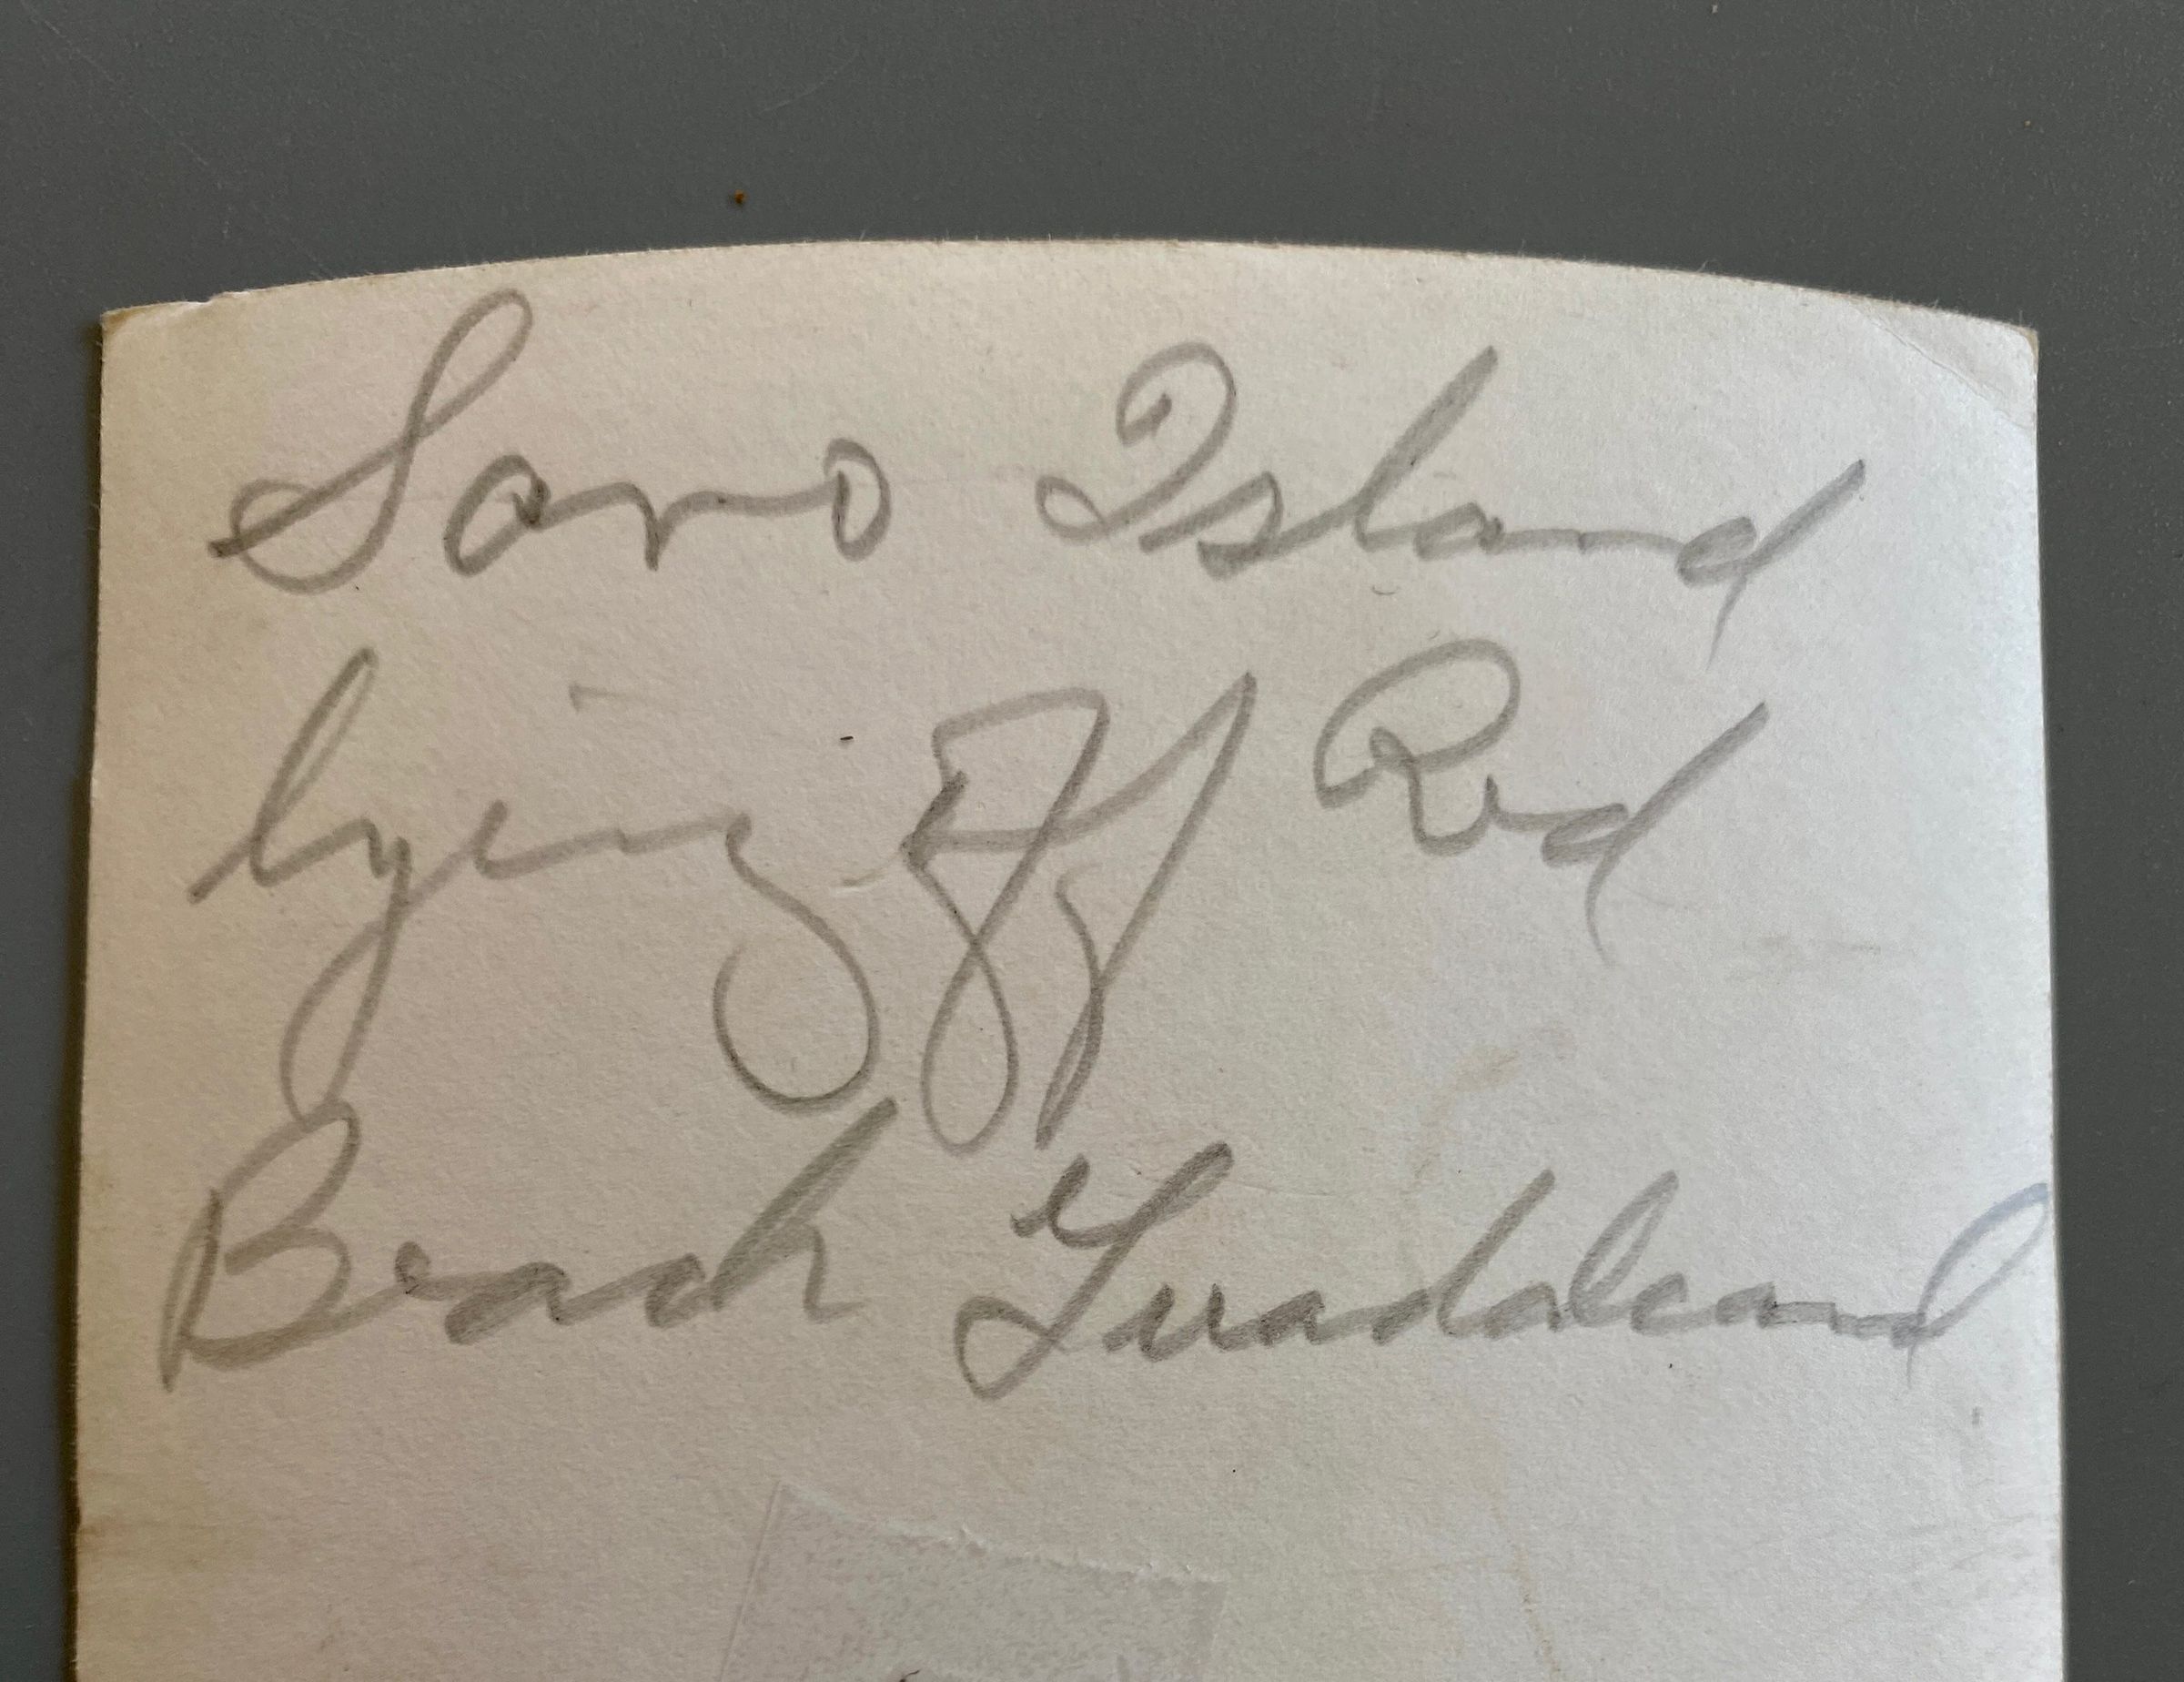 Savo Island
lying Off Red
Beach Guadalcanal